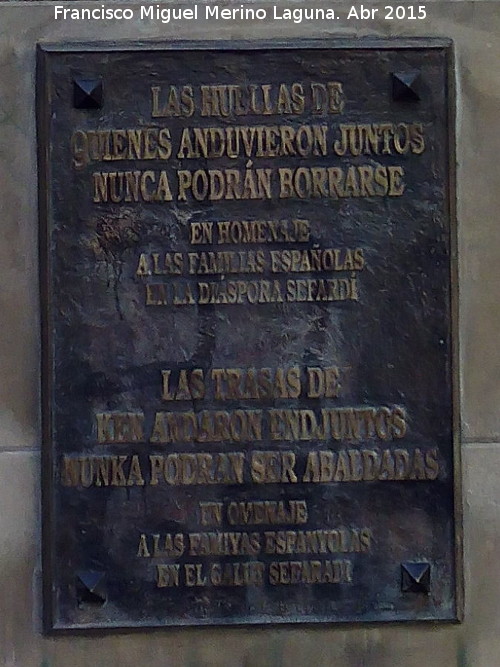 Francisco Miguel Merino Laguna. Abr 2015
LAS HUELLAS DE
QUIENES ANDUVIERON JUNTOS
NUNCA PODRÁN BORRARSE
EN HOMENAJE
A LAS FAMILIAS ESPAÑOLAS
EN LA DIÁSPORA SEFARDÍ
LAS TRASAS DE
KEN ANDARON ENDJUNTOS
NUNKA PODRAN SER ABALDADAS
EN OMENAJE
A LAS FAMIYAS ESPANYOLAS
EN EL GALUT SEFARADI